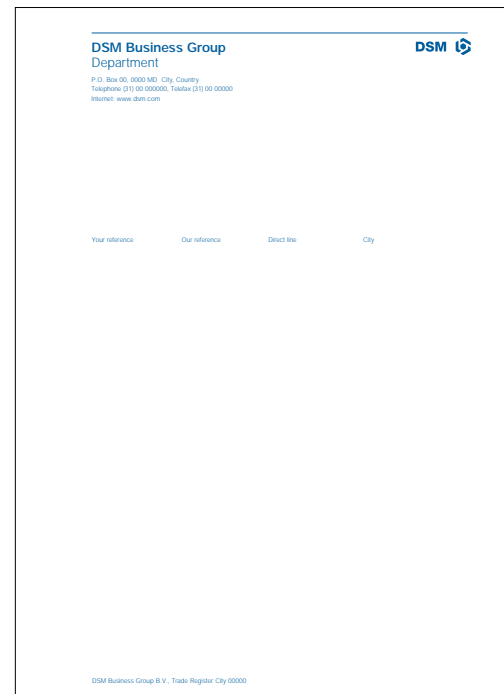 DSM Business Group
DSM
Department
P.O. Box 00, 0000 MD City, Country
Telephone (31) 00 000000, Telefax (31) 00 00000
Internet: www.dsm.com
Your reference Our reference Direct line City
DSM Business Group B.V., Trade Register City 00000